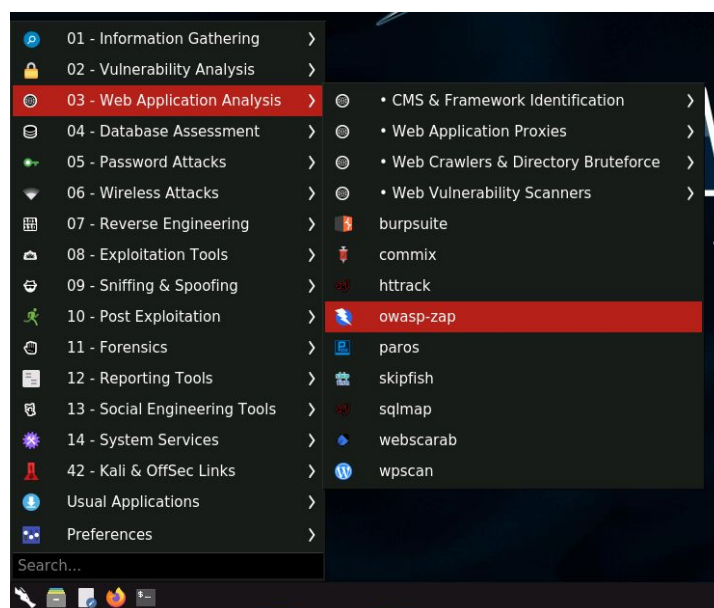 01 - Information Gathering
02 - Vulnerability Analysis
03 - Web Application Analysis
04 - Database Assessment
05 - Password Attacks
06 - Wireless Attacks
07 - Reverse Engineering
08 - Exploitation Tools
09 - Sniffing & Spoofing
10 - Post Exploitation
11 - Forensics
12 - Reporting Tools
13 - Social Engineering Tools
14 - System Services
42 - Kali & OffSec Links
Usual Applications
Preferences
Search...
• CMS & Framework Identification
• Web Application Proxies
• Web Crawlers & Directory Bruteforce
• Web Vulnerability Scanners
burpsuite
commix
httrack
owasp-zap
paros
skipfish
sqlmap
webscarab
wpscan